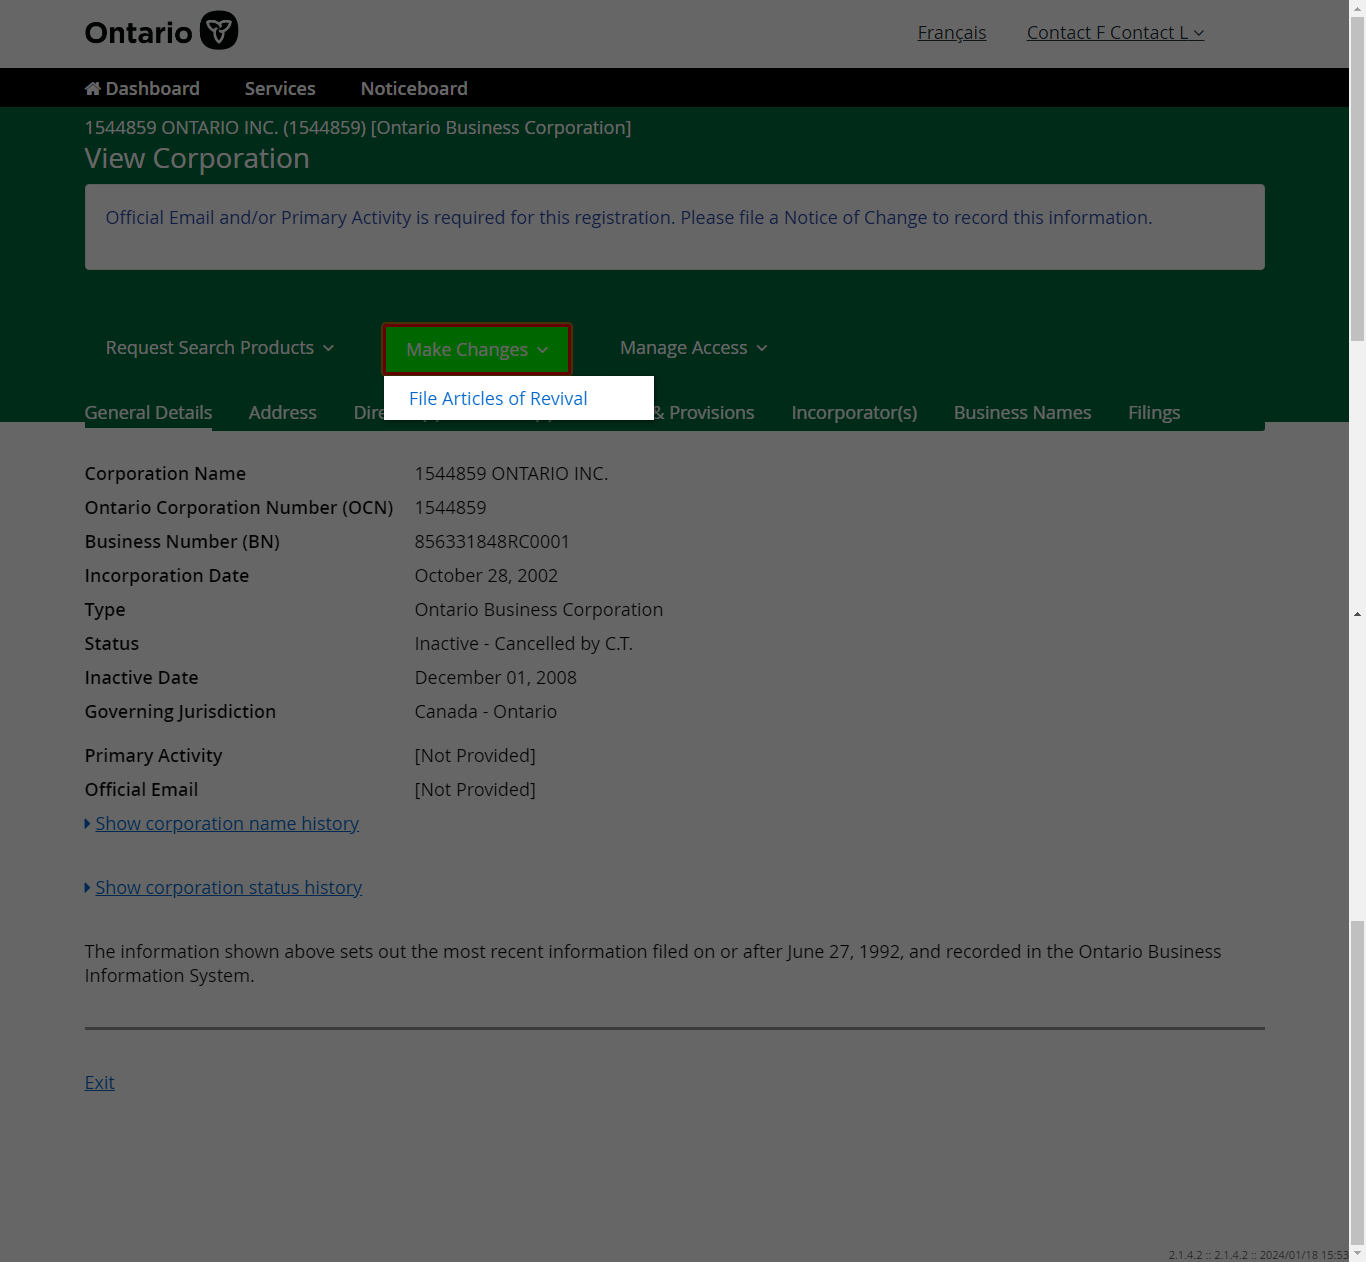 Ontario
Français
Contact F Contact L
Dashboard
Services
Noticeboard
1544859 ONTARIO INC. (1544859) [Ontario Business Corporation]
View Corporation
Official Email and/or Primary Activity is required for this registration. Please file a Notice of Change to record this information.
Request Search Products
Make Changes
Manage Access
File Articles of Revival
General Details
Address
& Provisions
Incorporator(s)
Business Names
Filings
Corporation Name 1544859 ONTARIO INC.
Ontario Corporation Number (OCN) 1544859
Business Number (BN) 856331848RC0001
Incorporation Date October 28, 2002
Type Ontario Business Corporation
Status Inactive - Cancelled by C.T.
Inactive Date December 01, 2008
Governing Jurisdiction Canada - Ontario
Primary Activity [Not Provided]
Official Email [Not Provided]
Show corporation name history
Show corporation status history
The information shown above sets out the most recent information filed on or after June 27, 1992, and recorded in the Ontario Business
Information System.
Exit
2.1.4.2 :: 2.1.4.2 :: 2024/01/18 15:53